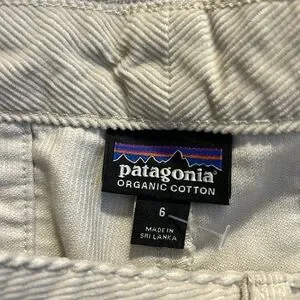 patagonia
ORGANIC COTTON
6
MADE IN
SRI LANKA